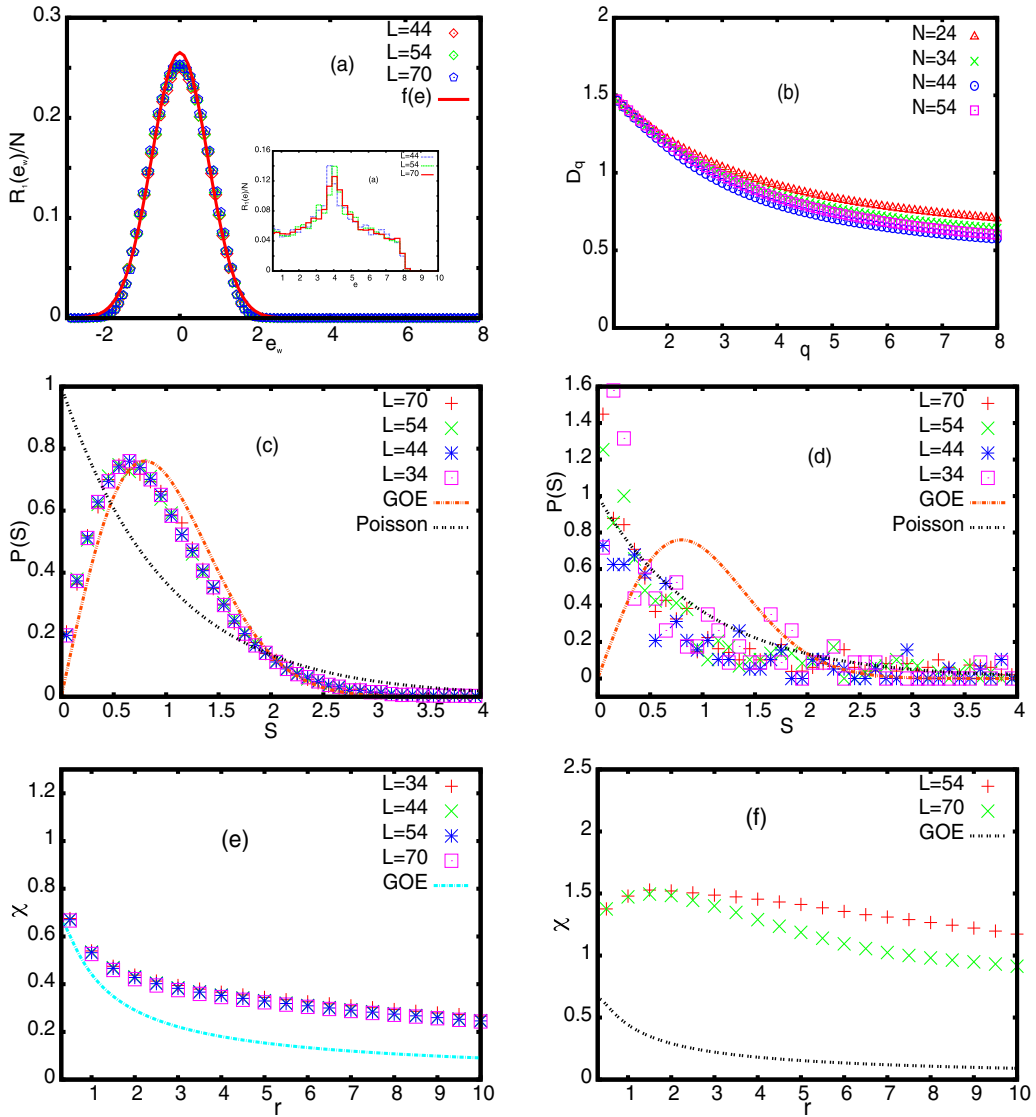 0.3
0.2
0.1
0
-2
0
2
4
6
8
R₁(e_w)/N
e_w
(a)
L=44
L=54
L=70
f(e)
0.16
0.12
0.08
0.04
0
1 2 3 4 5 6 7 8 9 10
R₁(e)/N
e
(a)
L=44
L=54
L=70
2
1.5
1
0.5
0
2 3 4 5 6 7 8
D_q
q
(b)
N=24
N=34
N=44
N=54
1
0.8
0.6
0.4
0.2
0
0 0.5 1 1.5 2 2.5 3 3.5 4
P(S)
S
(c)
L=70
L=54
L=44
L=34
GOE
Poisson
1.6
1.4
1.2
1
0.8
0.6
0.4
0.2
0
0 0.5 1 1.5 2 2.5 3 3.5 4
P(S)
S
(d)
L=70
L=54
L=44
L=34
GOE
Poisson
1.2
1
0.8
0.6
0.4
0.2
0
1 2 3 4 5 6 7 8 9 10
χ
r
(e)
L=34
L=44
L=54
L=70
GOE
2.5
2
1.5
1
0.5
0
1 2 3 4 5 6 7 8 9 10
χ
r
(f)
L=54
L=70
GOE